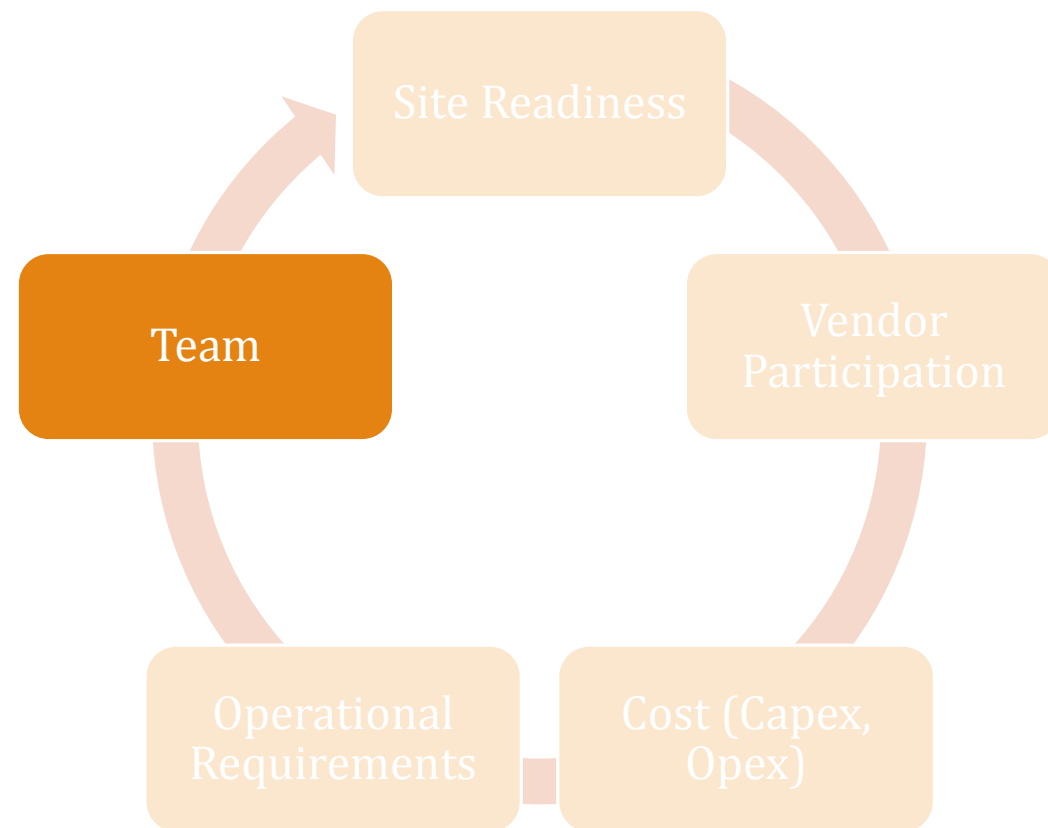 Site Readiness
Vendor
Participation
Cost (Capex,
Opex)
Operational
Requirements
Team